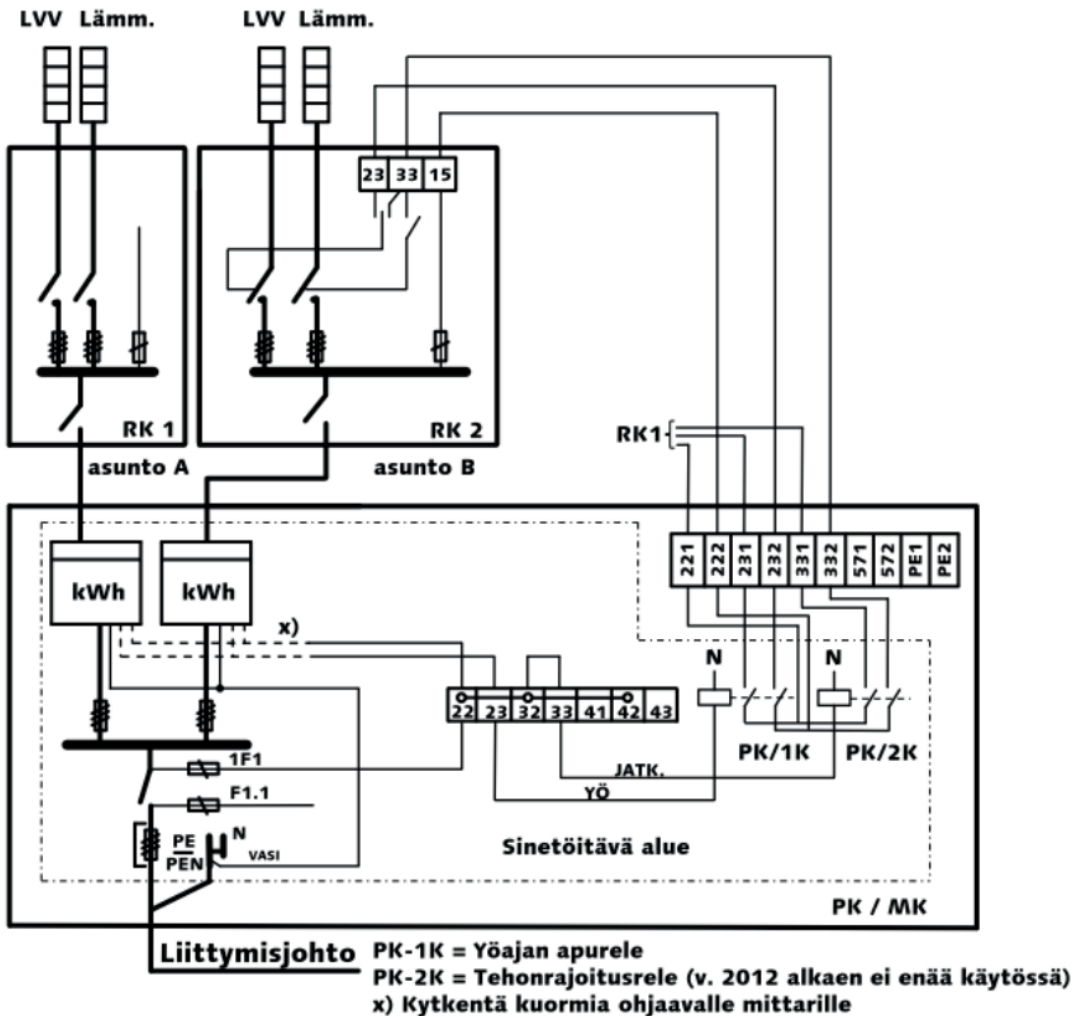 LVV Lämm. LVV Lämm.
23 33 15
RK 1 RK 2
RK1
asunto A asunto B
221 222 231 232 331 332 571 572 PE1 PE2
kWh kWh
x)
N N
22 23 32 33 41 42 43
PK/1K PK/2K
1F1
JATK.
YÖ
F1.1
PE
PEN
N
VASI
Sinetöitävä alue
PK / MK
Liittymisjohto PK-1K = Yöajan apurele
PK-2K = Tehonrajoitusrele (v. 2012 alkaen ei enää käytössä)
x) Kytkentä kuormia ohjaavalle mittarille